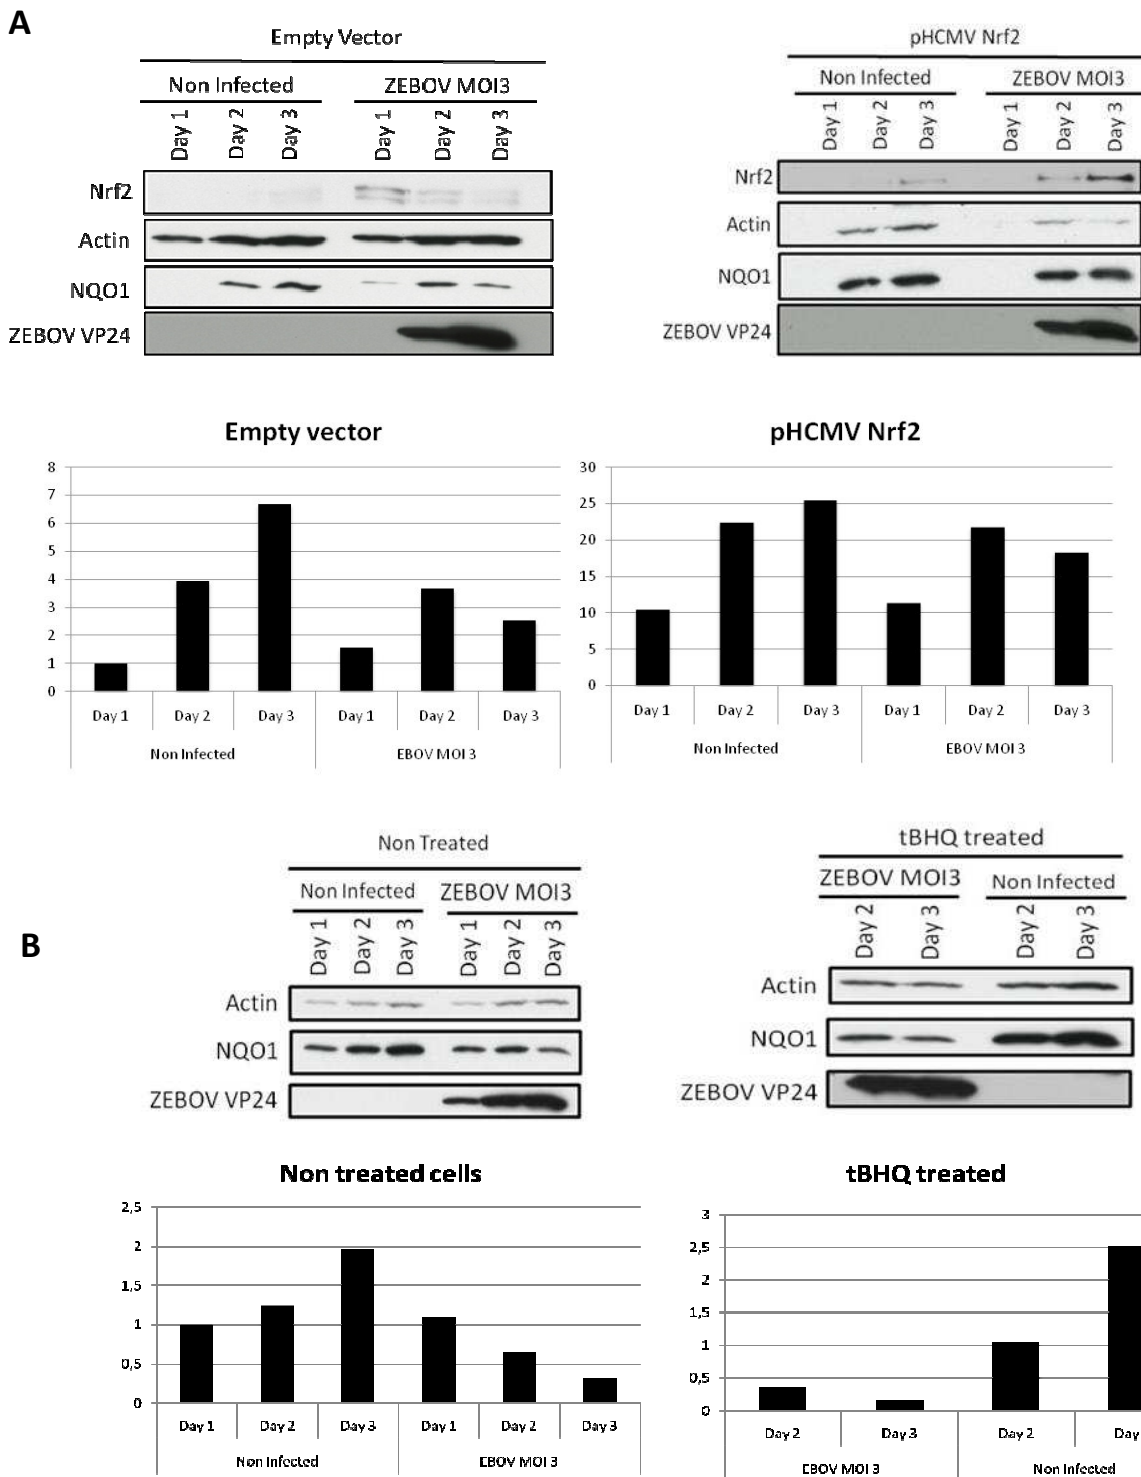 A
Empty Vector
Non Infected ZEBOV MOI3
Day 1 Day 2 Day 3 Day 1 Day 2 Day 3
Nrf2
Actin
NQO1
ZEBOV VP24
pHCMV Nrf2
Non Infected ZEBOV MOI3
Day 1 Day 2 Day 3 Day 1 Day 2 Day 3
Nrf2
Actin
NQO1
ZEBOV VP24
Empty vector
8
7
6
5
4
3
2
1
0
Day 1 Day 2 Day 3 Day 1 Day 2 Day 3
Non Infected EBOV MOI 3
pHCMV Nrf2
30
25
20
15
10
5
0
Day 1 Day 2 Day 3 Day 1 Day 2 Day 3
Non Infected EBOV MOI 3
B
Non Treated
Non Infected ZEBOV MOI3
Day 1 Day 2 Day 3 Day 1 Day 2 Day 3
Actin
NQO1
ZEBOV VP24
tBHQ treated
ZEBOV MOI3 Non Infected
Day 2 Day 3 Day 2 Day 3
Actin
NQO1
ZEBOV VP24
Non treated cells
2,5
2
1,5
1
0,5
0
Day 1 Day 2 Day 3 Day 1 Day 2 Day 3
Non Infected EBOV MOI 3
tBHQ treated
3
2,5
2
1,5
1
0,5
0
Day 2 Day 3 Day 2 Day
EBOV MOI 3 Non Infected